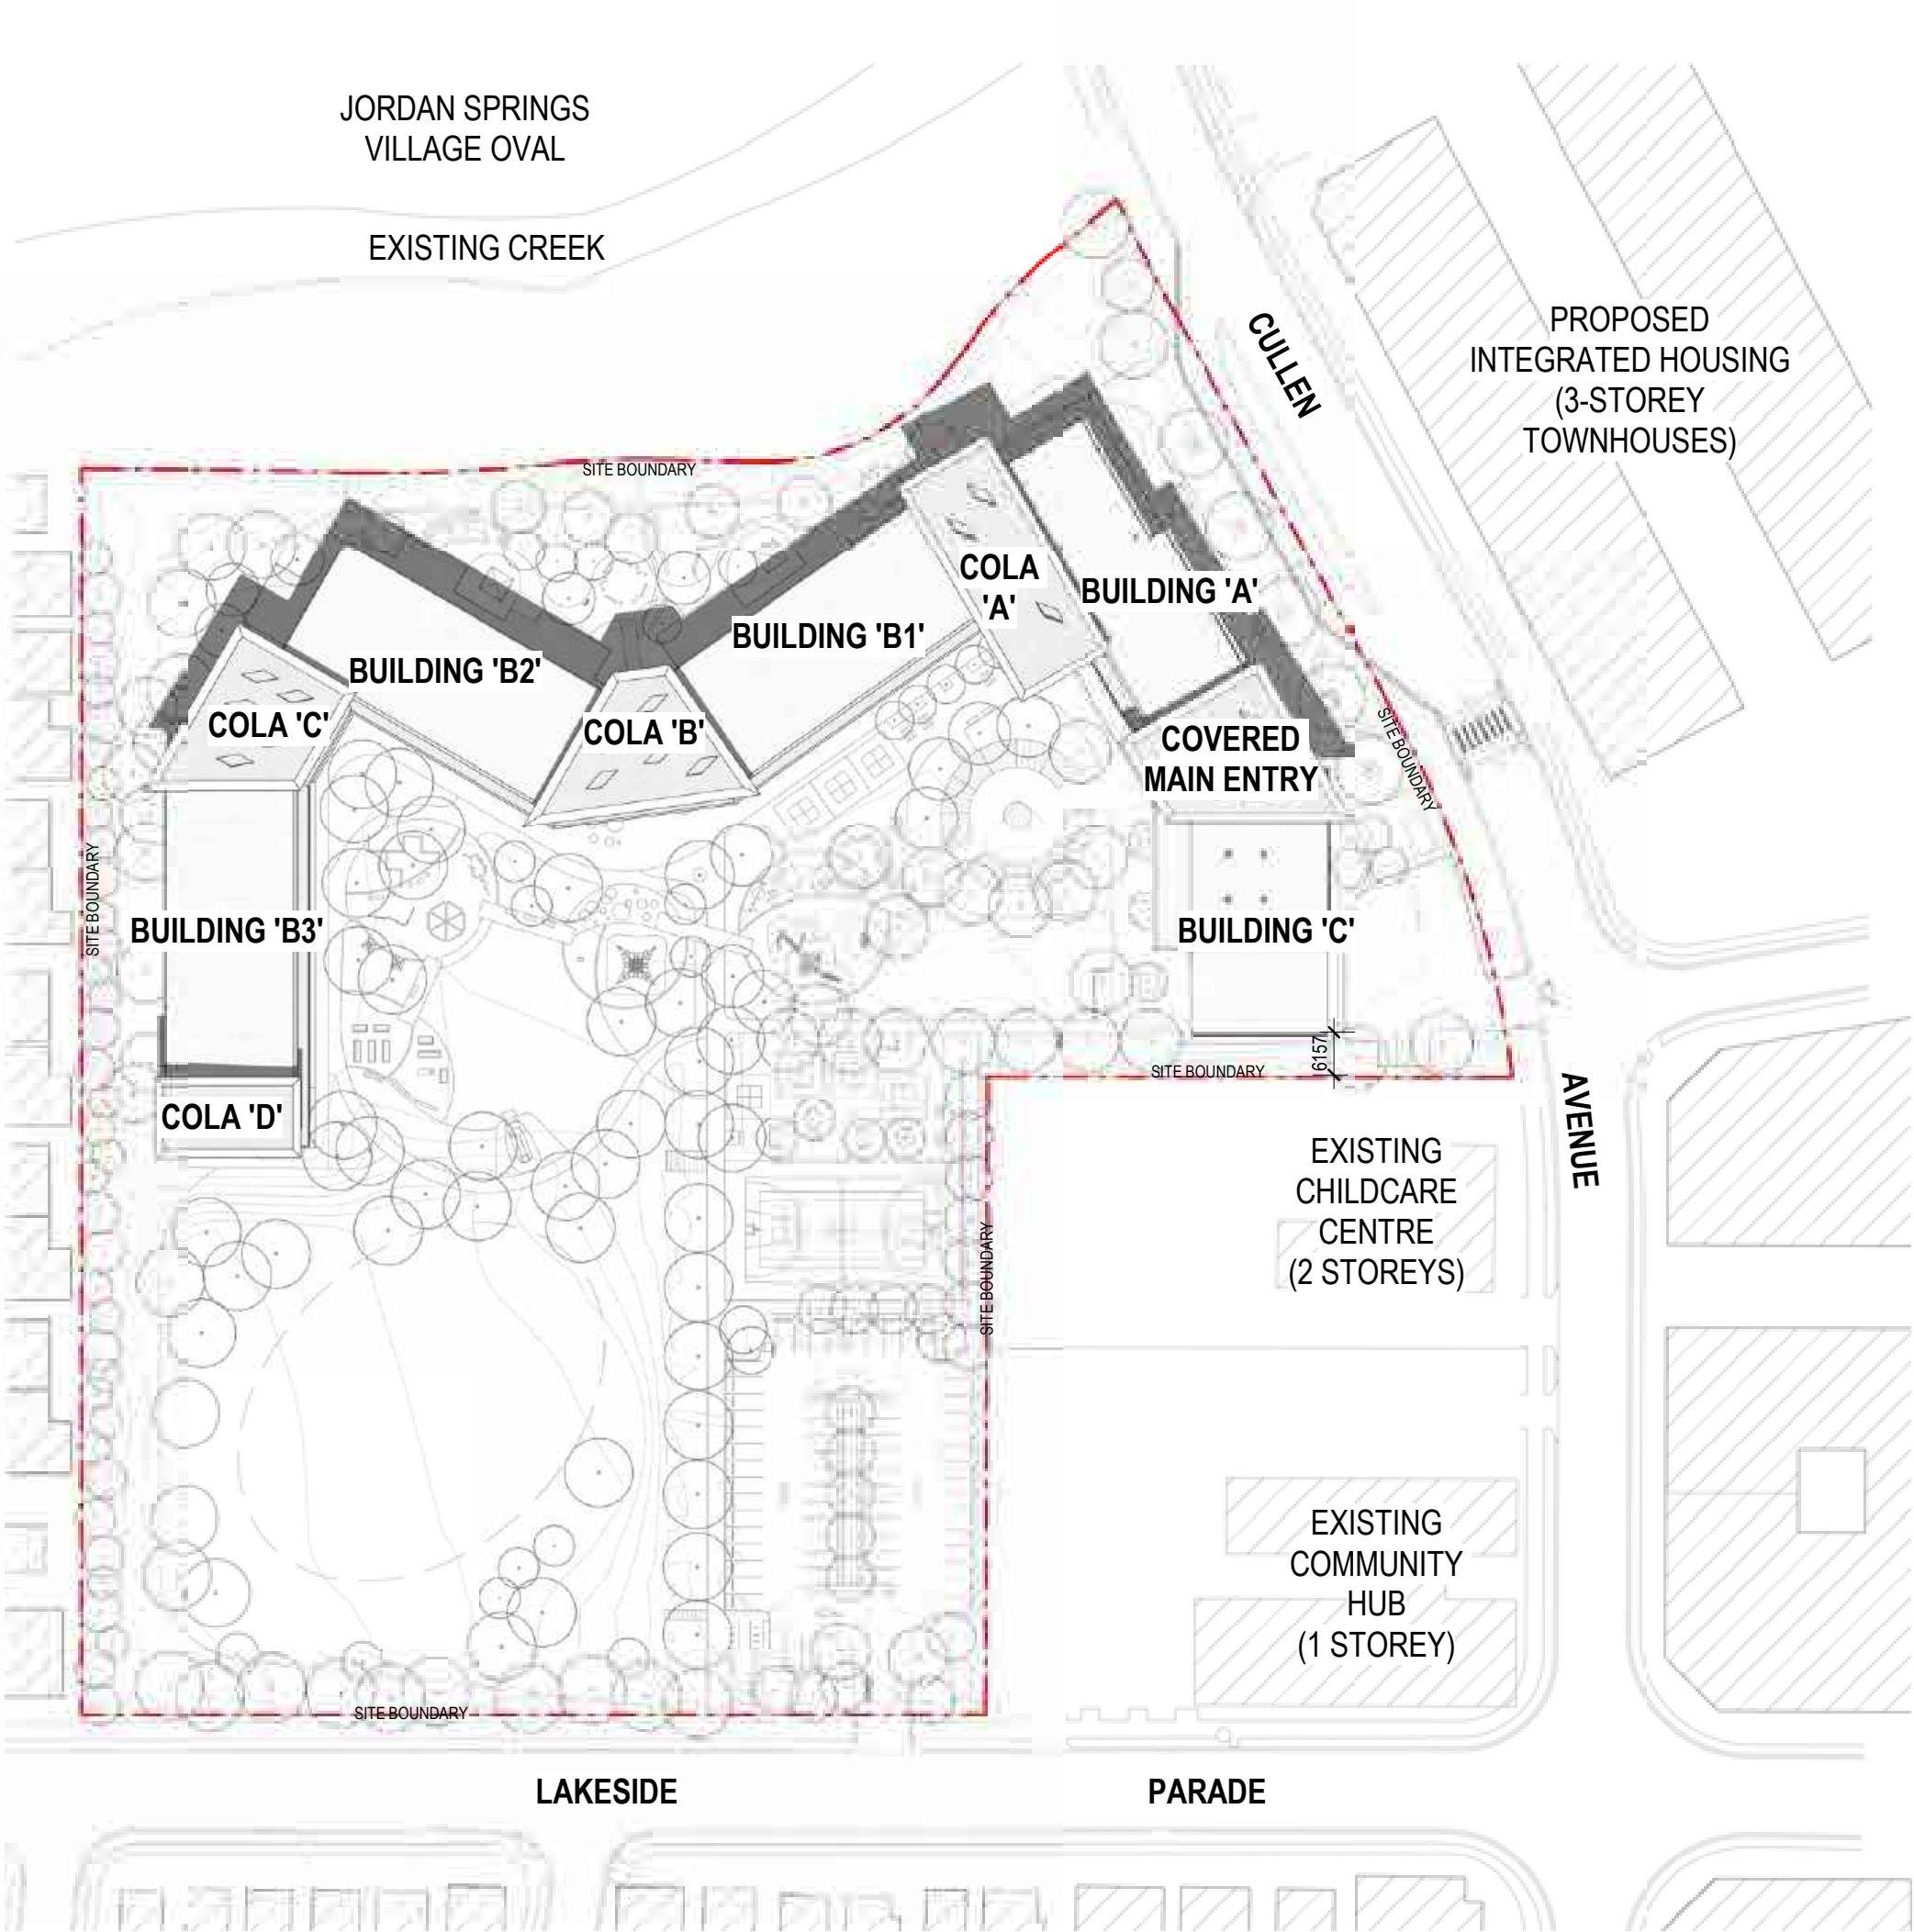 JORDAN SPRINGS
VILLAGE OVAL
EXISTING CREEK
CULLEN
PROPOSED
INTEGRATED HOUSING
(3-STOREY
TOWNHOUSES)
SITE BOUNDARY
COLA
'A'
BUILDING 'A'
BUILDING 'B1'
BUILDING 'B2'
COLA 'C'
COLA 'B'
COVERED
MAIN ENTRY
SITE BOUNDARY
SITE BOUNDARY
BUILDING 'B3'
BUILDING 'C'
6157
SITE BOUNDARY
COLA 'D'
AVENUE
EXISTING
CHILDCARE
CENTRE
(2 STOREYS)
SITE BOUNDARY
EXISTING
COMMUNITY
HUB
(1 STOREY)
SITE BOUNDARY
LAKESIDE
PARADE